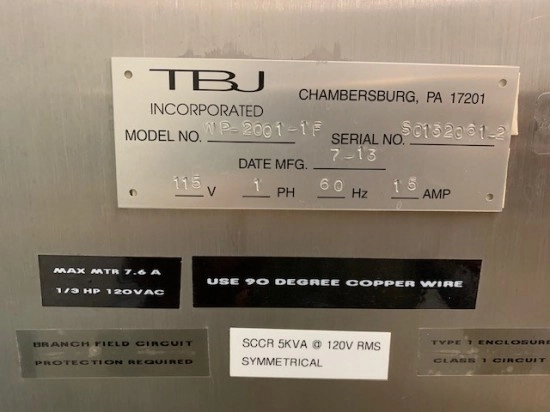 TBJ
INCORPORATED
CHAMBERSBURG, PA 17201
MODEL NO. NP-2001-1F SERIAL NO. S0132031-2
DATE MFG. 7-13
115 V 1 PH 60 Hz 15 AMP
MAX MTR 7.6 A
1/3 HP 120VAC
USE 90 DEGREE COPPER WIRE
BRANCH FIELD CIRCUIT
PROTECTION REQUIRED
SCCR 5KVA @ 120V RMS
SYMMETRICAL
TYPE 1 ENCLOSURE
CLASS 1 CIRCUIT